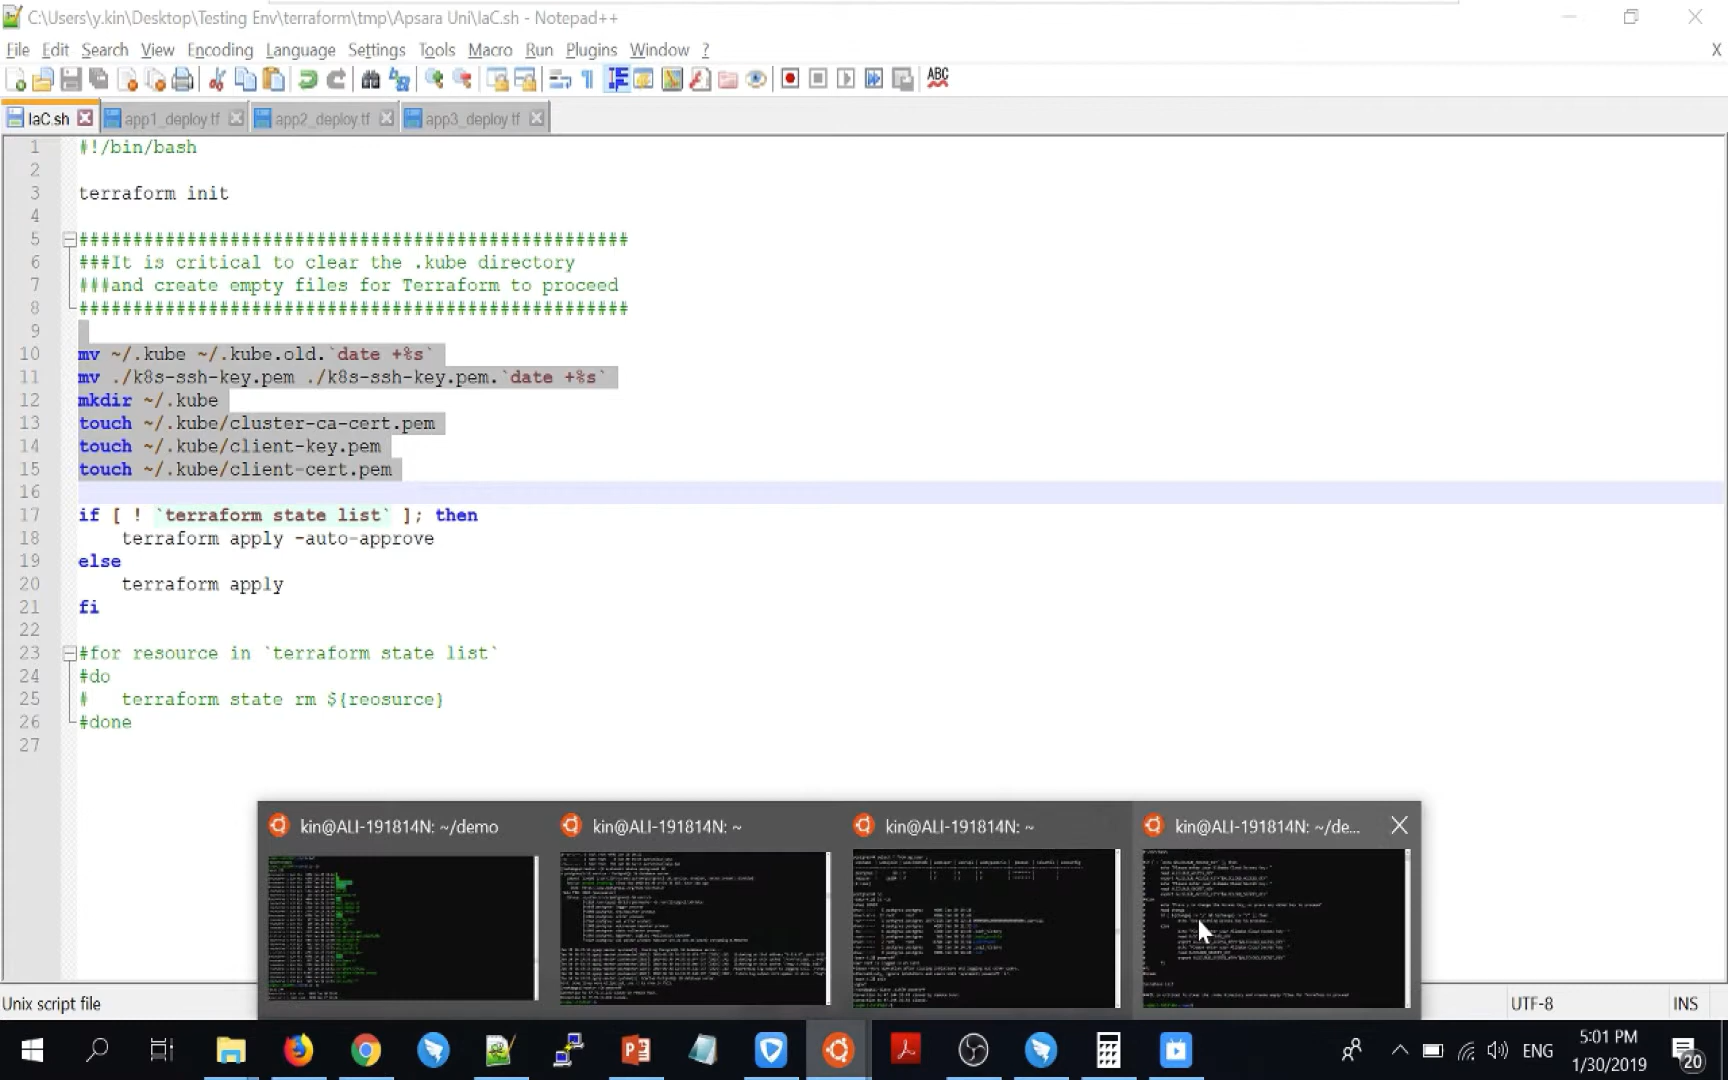 C:\Users\y.kin\Desktop\Testing Env\terraform\tmp\Apsara Uni\IaC.sh - Notepad++
File Edit Search View Encoding Language Settings Tools Macro Run Plugins Window ? X
ABC
IaC.sh app1_deploy.tf app2_deploy.tf app3_deploy.tf
1 #!/bin/bash
2
3 terraform init
4
5 ###################################################
6 ###It is critical to clear the .kube directory
7 ###and create empty files for Terraform to proceed
8 ###################################################
9
10 mv ~/.kube ~/.kube.old.`date +%s`
11 mv ./k8s-ssh-key.pem ./k8s-ssh-key.pem.`date +%s`
12 mkdir ~/.kube
13 touch ~/.kube/cluster-ca-cert.pem
14 touch ~/.kube/client-key.pem
15 touch ~/.kube/client-cert.pem
16
17 if [ ! `terraform state list` ]; then
18 terraform apply -auto-approve
19 else
20 terraform apply
21 fi
22
23 #for resource in `terraform state list`
24 #do
25 # terraform state rm ${reosurce}
26 #done
27
kin@ALI-191814N: ~/demo kin@ALI-191814N: ~ kin@ALI-191814N: ~ kin@ALI-191814N: ~/de...
Unix script file UTF-8 INS
ENG 5:01 PM
1/30/2019 20